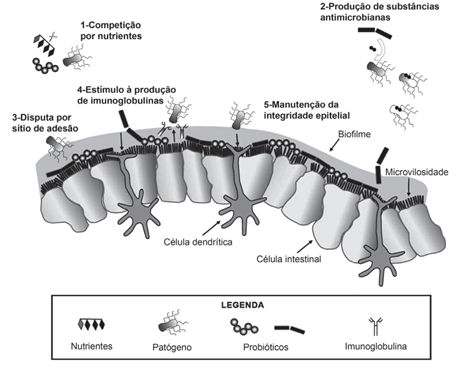 1-Competição
por nutrientes
2-Produção de substâncias
antimicrobianas
4-Estímulo à produção
de imunoglobulinas
3-Disputa por
sítio de adesão
5-Manutenção da
integridade epitelial
Biofilme
Microvilosidade
Célula dendrítica
Célula intestinal
LEGENDA
Nutrientes
Patógeno
Probióticos
Imunoglobulina